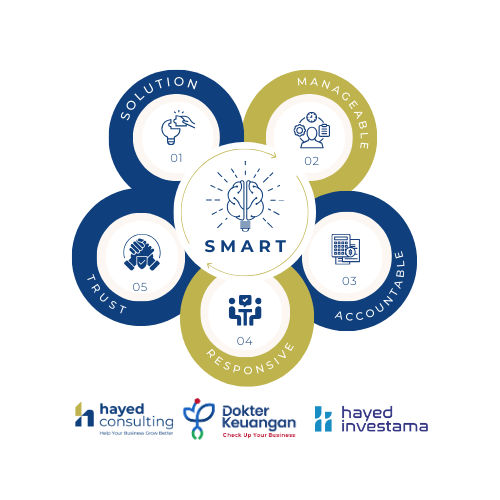 SOLUTION
01
MANAGEABLE
02
SMART
ACCOUNTABLE
03
RESPONSIVE
04
TRUST
05
hayed
consulting
Help Your Business Grow Better
Dokter
Keuangan
Check Up Your Business
hayed
investama